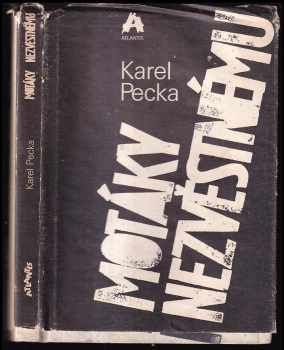 ATLANTIS
Karel
Pecka
MOTÁKY
NEZVĚSTNÉMU
MOTÁKY NEZVĚSTNÉMU
Karel Pecka
ATLANTIS